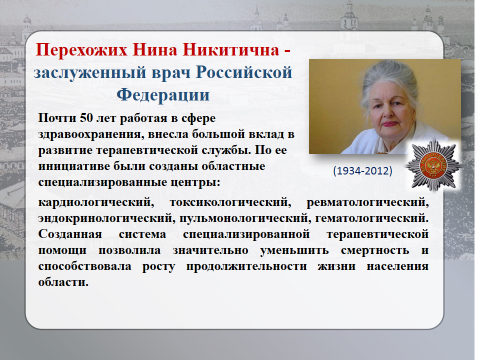 Перехожих Нина Никитична -
заслуженный врач Российской
Федерации
Почти 50 лет работая в сфере
здравоохранения, внесла большой вклад в
развитие терапевтической службы. По ее
инициативе были созданы областные
специализированные центры:
(1934-2012)
кардиологический, токсикологический, ревматологический,
эндокринологический, пульмонологический, гематологический.
Созданная система специализированной терапевтической
помощи позволила значительно уменьшить смертность и
способствовала росту продолжительности жизни населения
области.